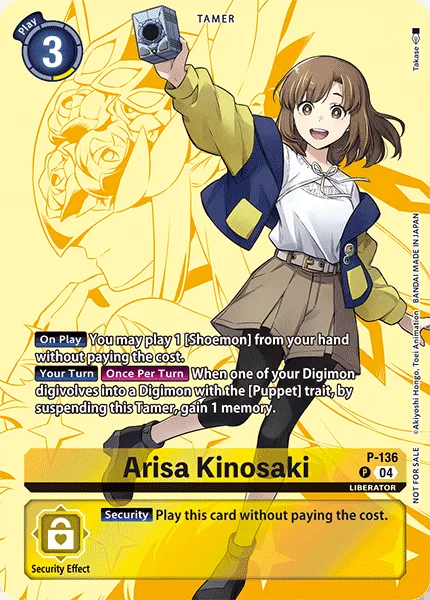 TAMER
Play
3
Takase
[On Play] You may play 1 [Shoemon] from your hand
without paying the cost.
[Your Turn] [Once Per Turn] When one of your Digimon
digivolves into a Digimon with the [Puppet] trait, by
suspending this Tamer, gain 1 memory.
Arisa Kinosaki
P-136
P 04
LIBERATOR
Security Effect
[Security] Play this card without paying the cost.
NOT FOR SALE ©Akiyoshi Hongo, Toei Animation BANDAI MADE IN JAPAN